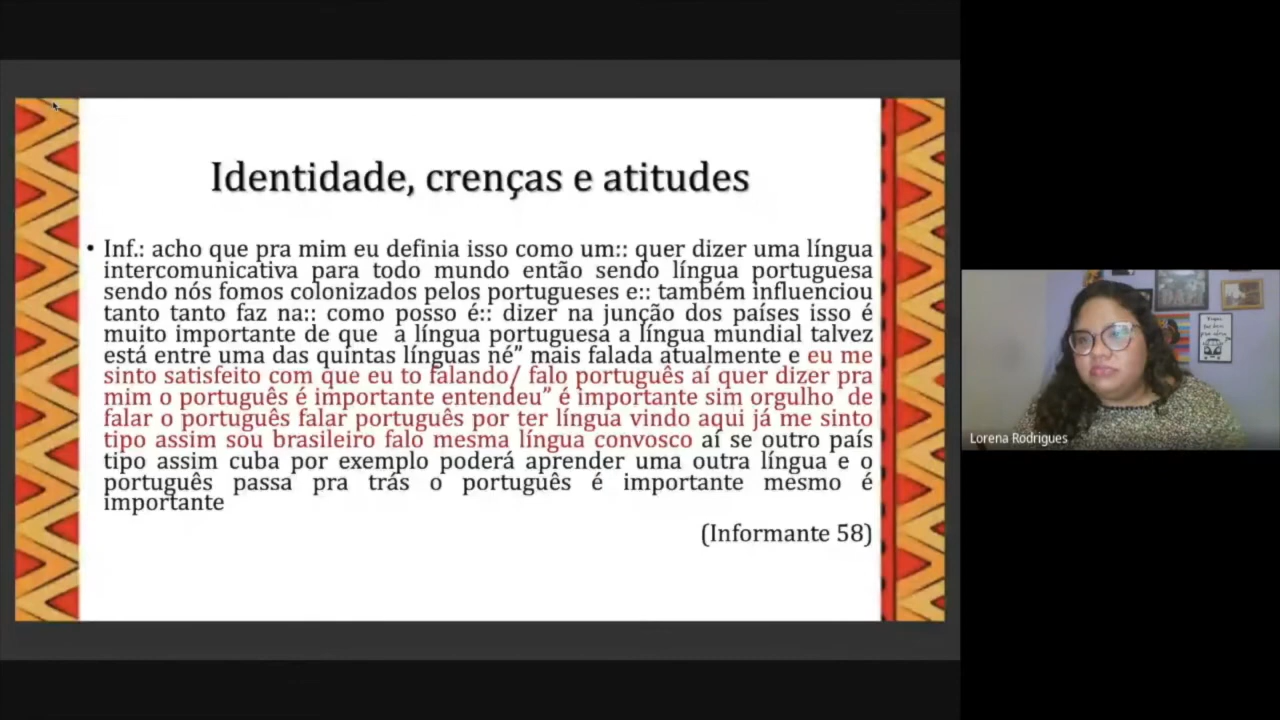 Identidade, crenças e atitudes
• Inf.: acho que pra mim eu definia isso como um:: quer dizer uma língua
intercomunicativa para todo mundo então sendo língua portuguesa
sendo nós fomos colonizados pelos portugueses e:: também influenciou
tanto tanto faz na:: como posso é:: dizer na junção dos países isso é
muito importante de que a língua portuguesa a língua mundial talvez
está entre uma das quintas línguas né” mais falada atualmente e eu me
sinto satisfeito com que eu to falando/ falo português aí quer dizer pra
mim o português é importante entendeu” é importante sim orgulho de
falar o português falar português por ter língua vindo aqui já me sinto
tipo assim sou brasileiro falo mesma língua convosco aí se outro país
tipo assim cuba por exemplo poderá aprender uma outra língua e o
português passa pra trás o português é importante mesmo é
importante
(Informante 58)
Lorena Rodrigues